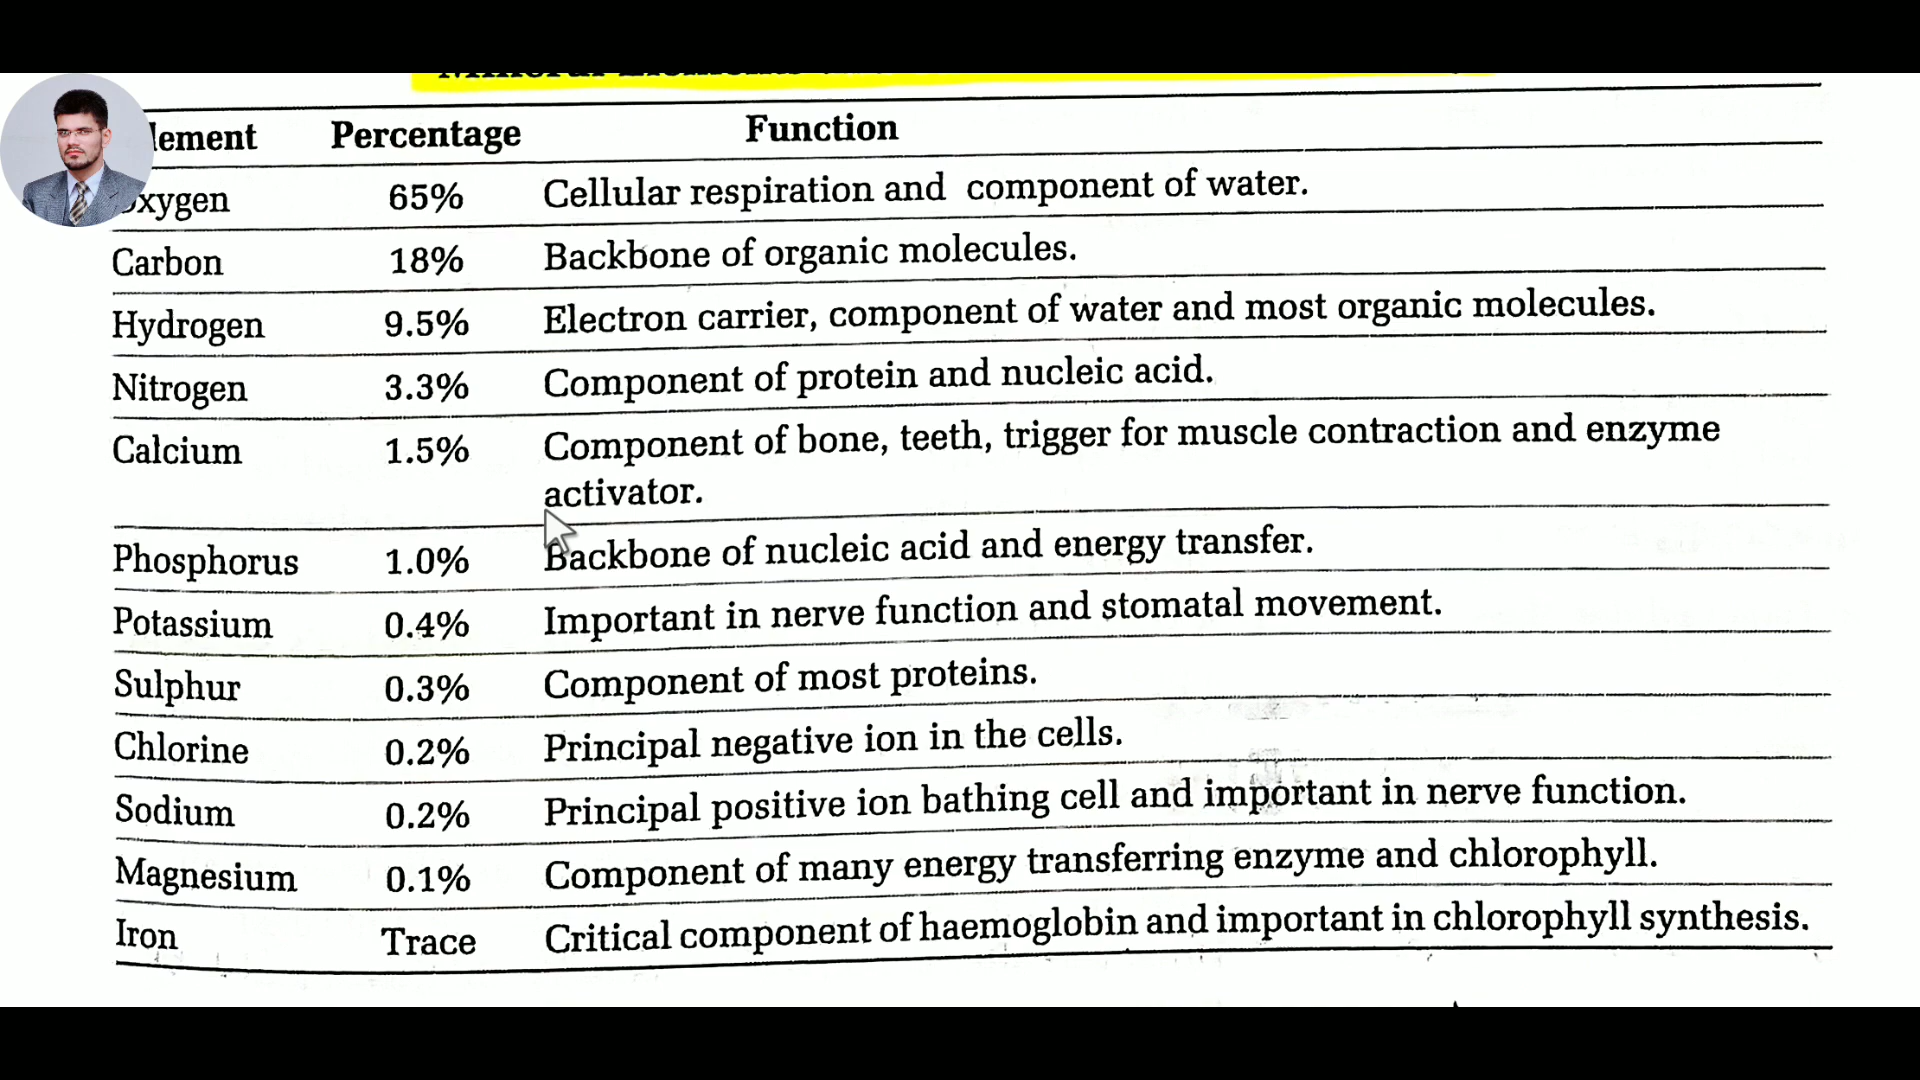 lement Percentage Function
xygen 65% Cellular respiration and component of water.
Carbon 18% Backbone of organic molecules.
Hydrogen 9.5% Electron carrier, component of water and most organic molecules.
Nitrogen 3.3% Component of protein and nucleic acid.
Calcium 1.5% Component of bone, teeth, trigger for muscle contraction and enzyme
activator.
Phosphorus 1.0% Backbone of nucleic acid and energy transfer.
Potassium 0.4% Important in nerve function and stomatal movement.
Sulphur 0.3% Component of most proteins.
Chlorine 0.2% Principal negative ion in the cells.
Sodium 0.2% Principal positive ion bathing cell and important in nerve function.
Magnesium 0.1% Component of many energy transferring enzyme and chlorophyll.
Iron Trace Critical component of haemoglobin and important in chlorophyll synthesis.